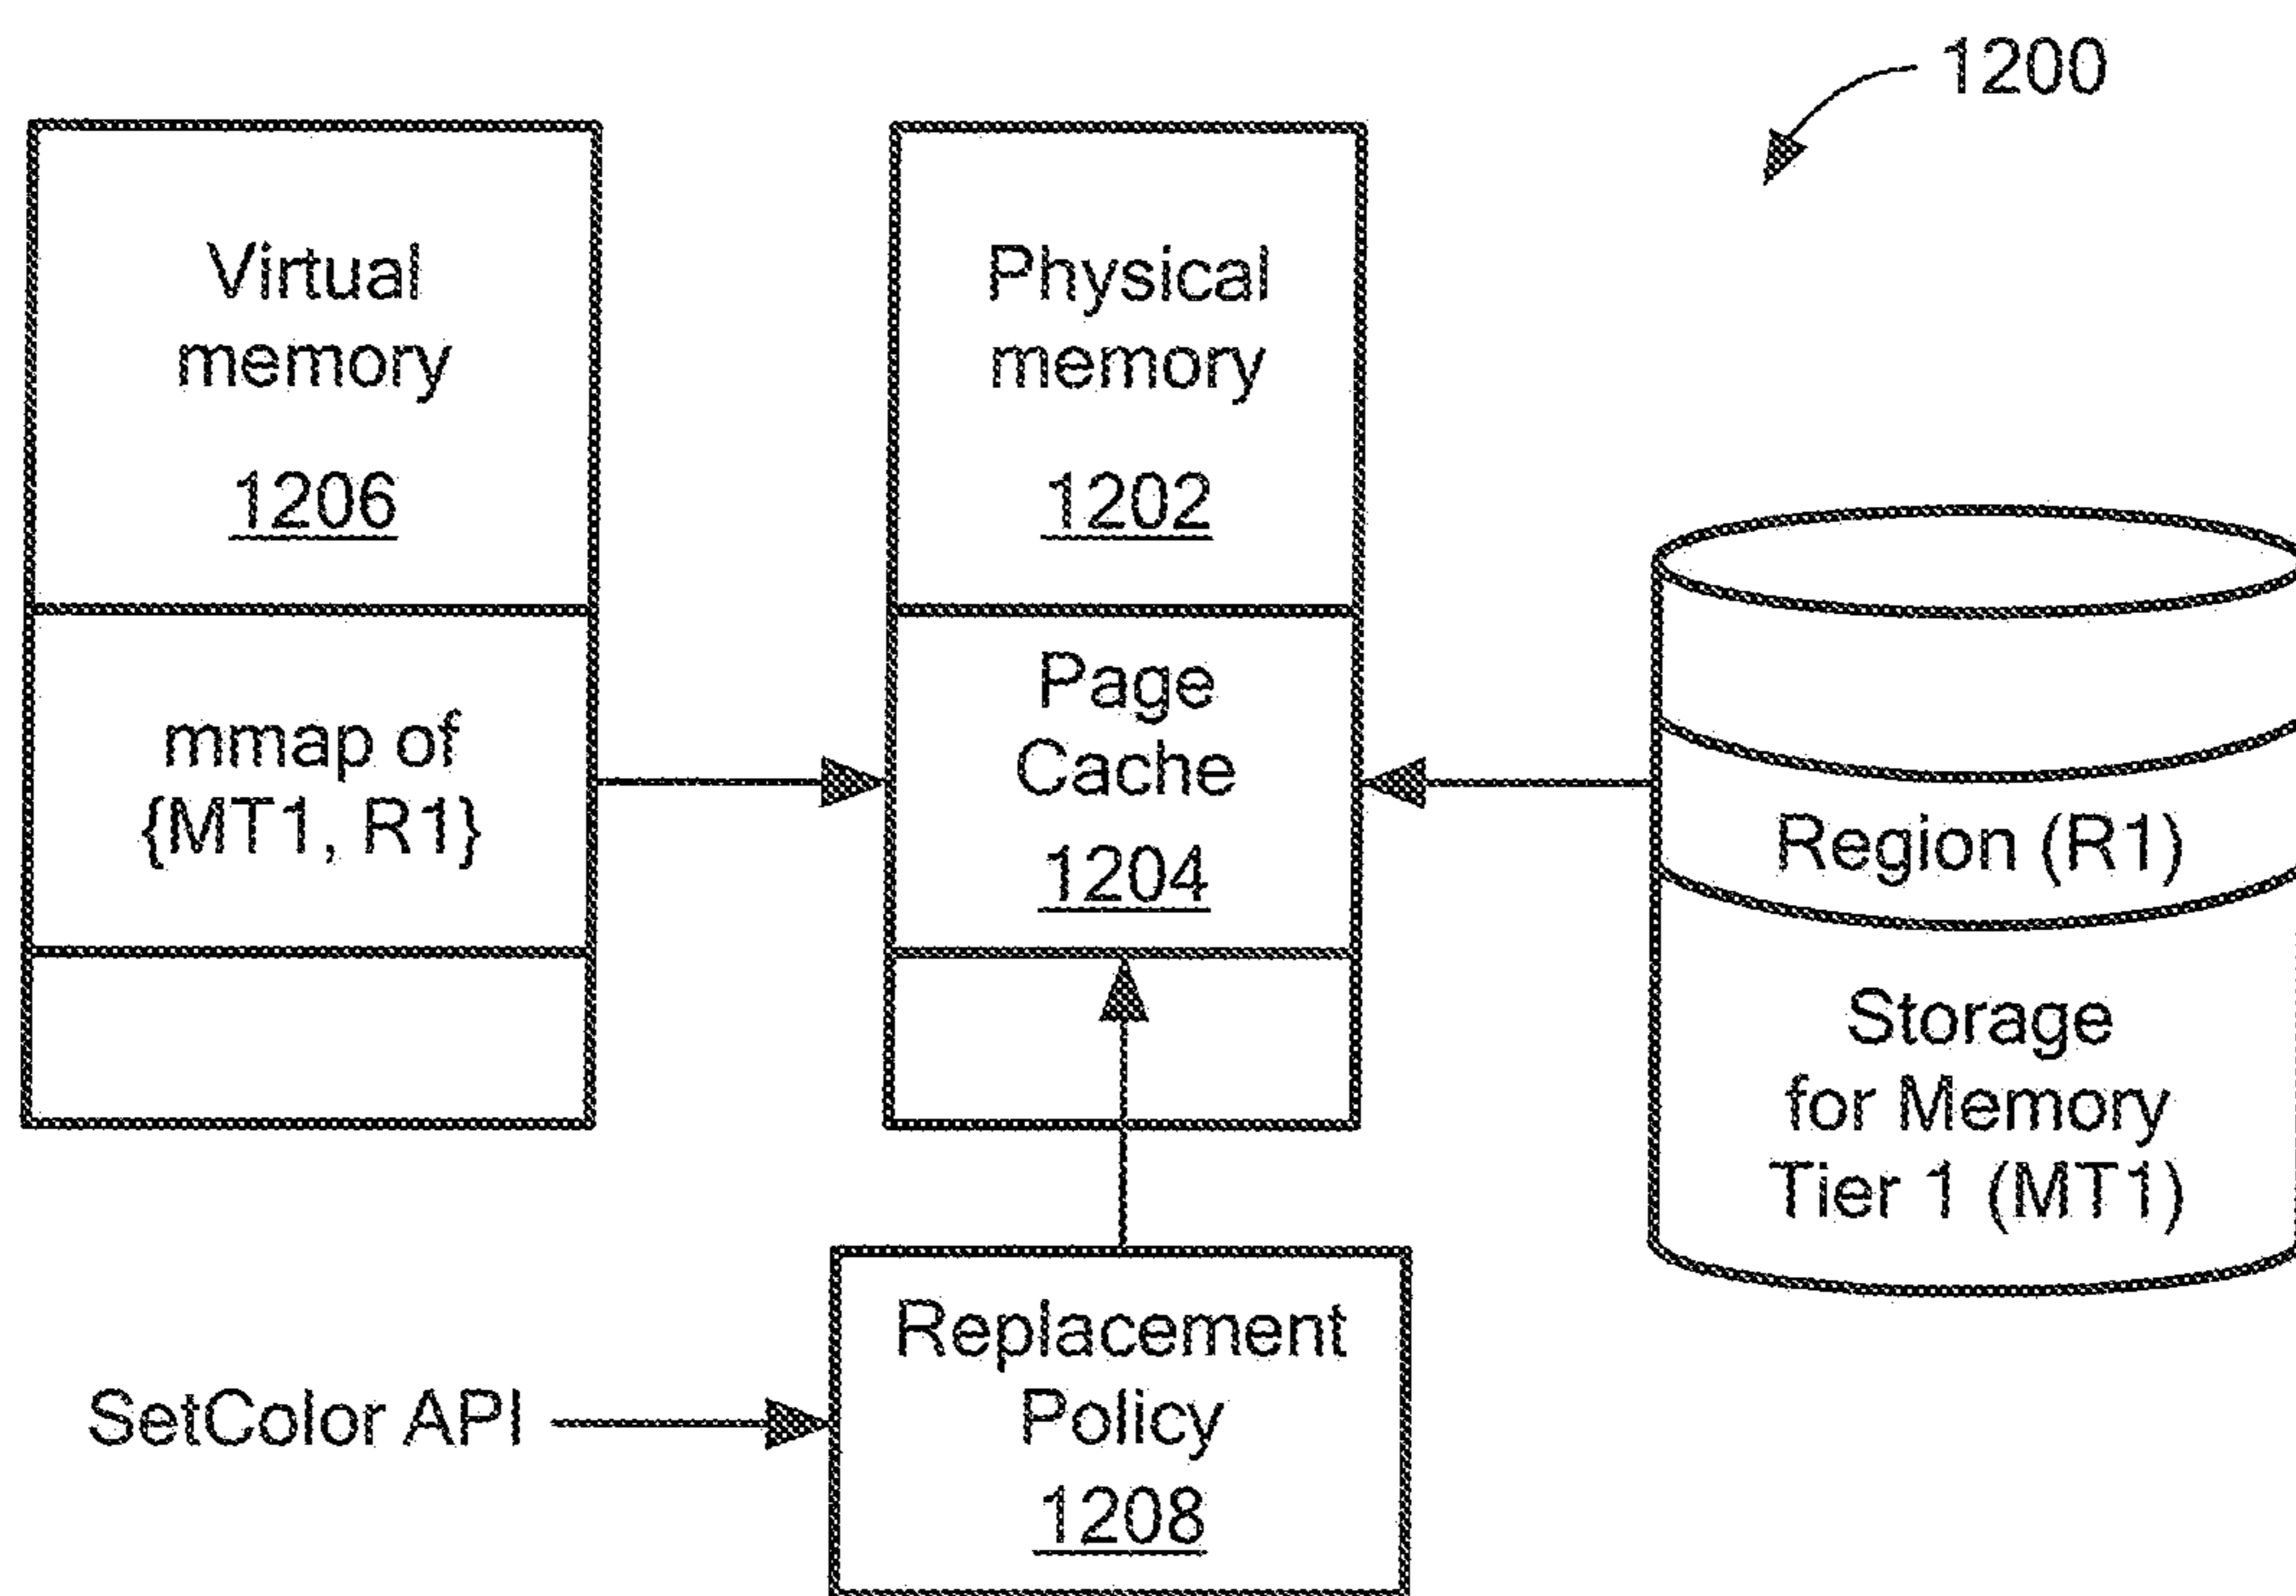 1200
Virtual
memory
1206
mmap of
{MT1, R1}
Physical
memory
1202
Page
Cache
1204
Region (R1)
Storage
for Memory
Tier 1 (MT1)
SetColor API
Replacement
Policy
1208